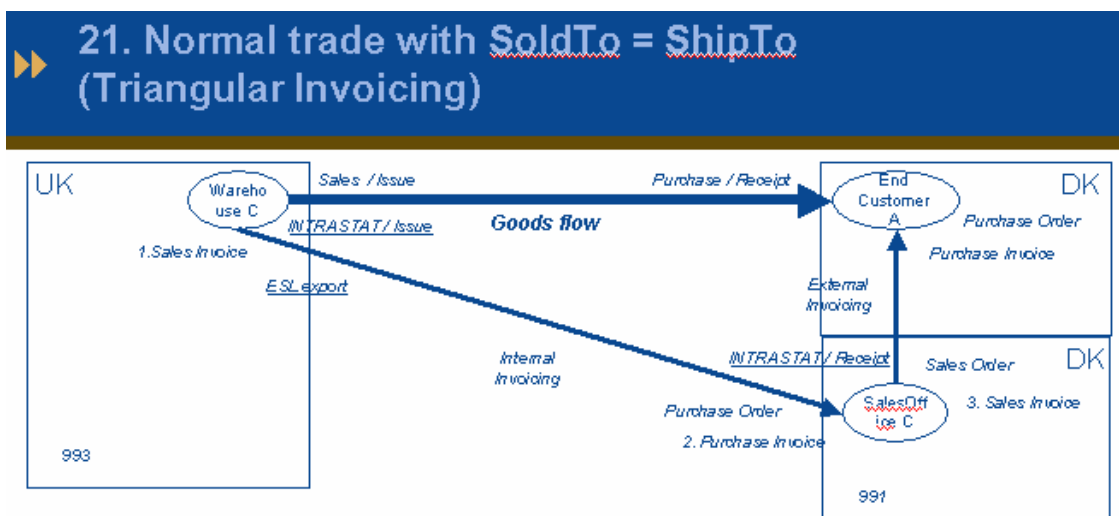 21. Normal trade with SoldTo = ShipTo
(Triangular Invoicing)
UK
Wareho
use C
Sales / Issue
Purchase / Receipt
End
Customer
A
DK
INTRASTAT / Issue
Goods flow
Purchase Order
1.Sales Invoice
Purchase Invoice
ESL export
External
Invoicing
Internal
Invoicing
INTRASTAT / Receipt
Sales Order
DK
SalesOff
ice C
3. Sales Invoice
Purchase Order
2. Purchase Invoice
993
991